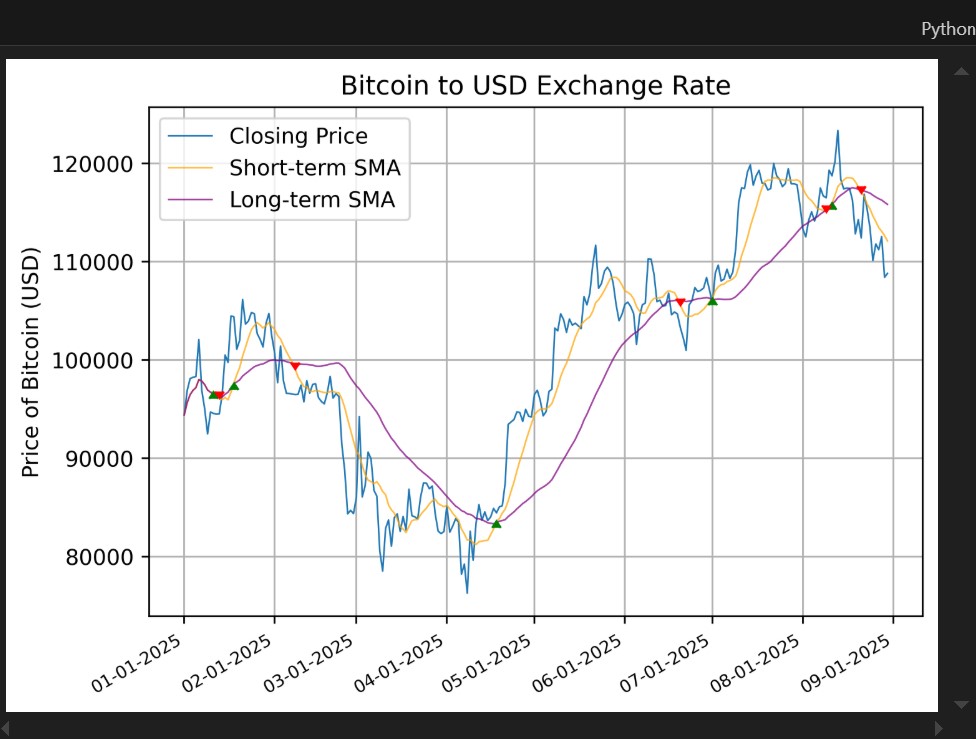 Python
Bitcoin to USD Exchange Rate
Closing Price
Short-term SMA
Long-term SMA
Price of Bitcoin (USD)
120000
110000
100000
90000
80000
01-01-2025
02-01-2025
03-01-2025
04-01-2025
05-01-2025
06-01-2025
07-01-2025
08-01-2025
09-01-2025